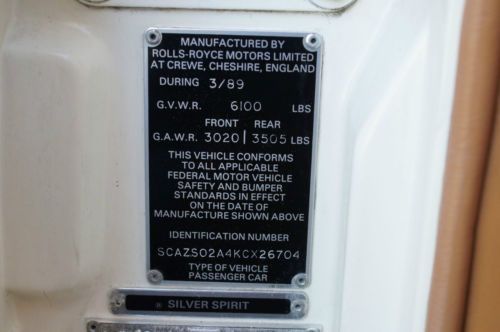 MANUFACTURED BY
ROLLS-ROYCE MOTORS LIMITED
AT CREWE, CHESHIRE, ENGLAND
DURING 3/89
G.V.W.R. 6100 LBS
FRONT REAR
G.A.W.R. 3020 | 3505 LBS
THIS VEHICLE CONFORMS
TO ALL APPLICABLE
FEDERAL MOTOR VEHICLE
SAFETY AND BUMPER
STANDARDS IN EFFECT
ON THE DATE OF
MANUFACTURE SHOWN ABOVE
IDENTIFICATION NUMBER
SCAZS02A4KCX26704
TYPE OF VEHICLE
PASSENGER CAR
® SILVER SPIRIT